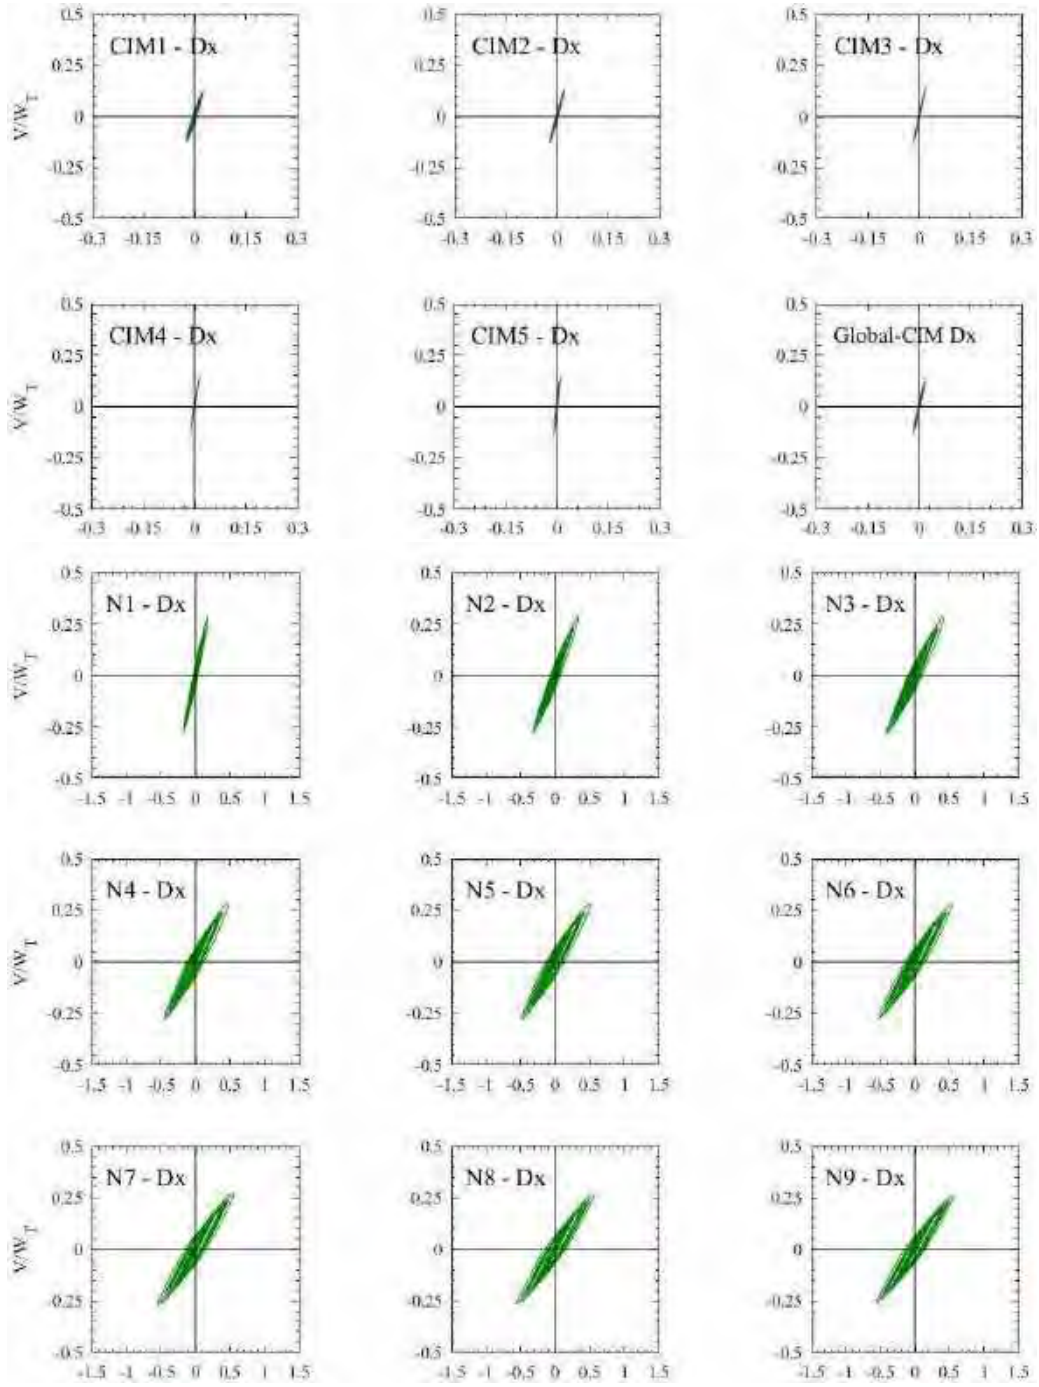 0.5 0.5 0.5
CIM1 - Dx CIM2 - Dx CIM3 - Dx
0.25 0.25 0.25
V/W_T 0 0 0
-0.25 -0.25 -0.25
-0.5 -0.5 -0.5
-0.3 -0.15 0 0.15 0.3 -0.3 -0.15 0 0.15 0.3 -0.3 -0.15 0 0.15 0.3
0.5 0.5 0.5
CIM4 - Dx CIM5 - Dx Global-CIM Dx
0.25 0.25 0.25
V/W_T 0 0 0
-0.25 -0.25 -0.25
-0.5 -0.5 -0.5
-0.3 -0.15 0 0.15 0.3 -0.3 -0.15 0 0.15 0.3 -0.3 -0.15 0 0.15 0.3
0.5 0.5 0.5
N1 - Dx N2 - Dx N3 - Dx
0.25 0.25 0.25
V/W_T 0 0 0
-0.25 -0.25 -0.25
-0.5 -0.5 -0.5
-1.5 -1 -0.5 0 0.5 1 1.5 -1.5 -1 -0.5 0 0.5 1 1.5 -1.5 -1 -0.5 0 0.5 1 1.5
0.5 0.5 0.5
N4 - Dx N5 - Dx N6 - Dx
0.25 0.25 0.25
V/W_T 0 0 0
-0.25 -0.25 -0.25
-0.5 -0.5 -0.5
-1.5 -1 -0.5 0 0.5 1 1.5 -1.5 -1 -0.5 0 0.5 1 1.5 -1.5 -1 -0.5 0 0.5 1 1.5
0.5 0.5 0.5
N7 - Dx N8 - Dx N9 - Dx
0.25 0.25 0.25
V/W_T 0 0 0
-0.25 -0.25 -0.25
-0.5 -0.5 -0.5
-1.5 -1 -0.5 0 0.5 1 1.5 -1.5 -1 -0.5 0 0.5 1 1.5 -1.5 -1 -0.5 0 0.5 1 1.5